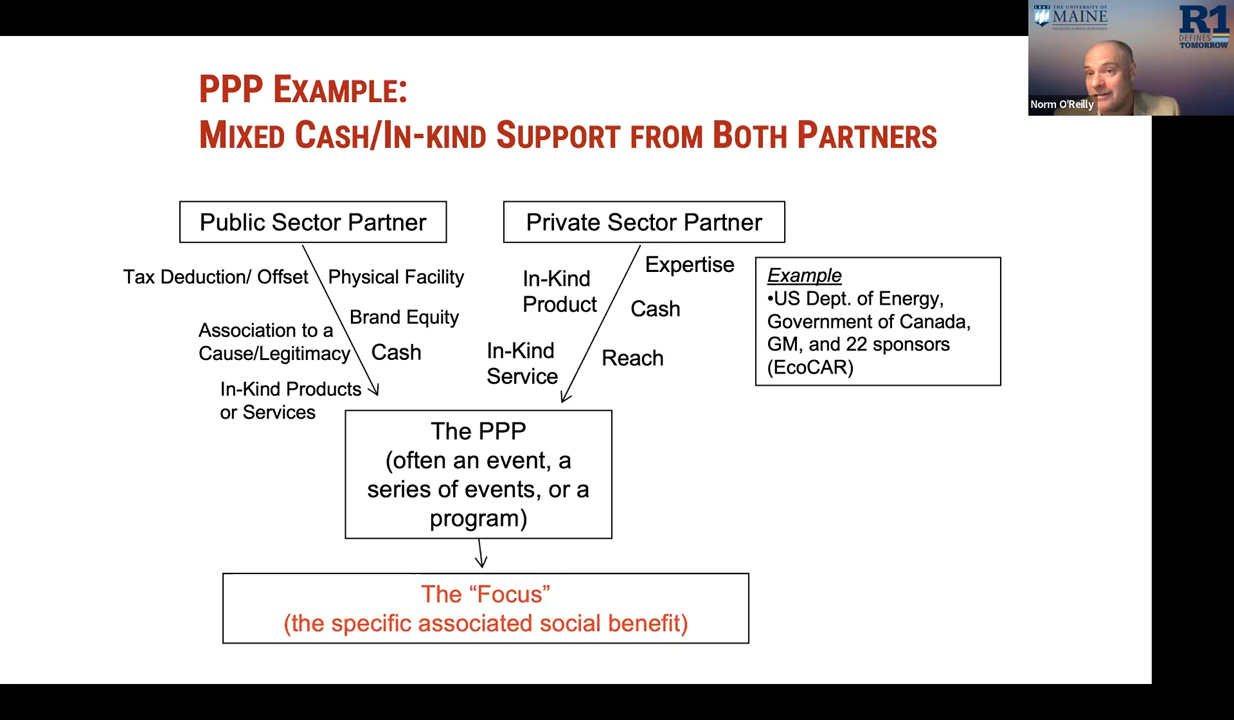 THE UNIVERSITY OF
MAINE
R1
DEFINES
TOMORROW
Norm O'Reilly
PPP EXAMPLE:
MIXED CASH/IN-KIND SUPPORT FROM BOTH PARTNERS
Public Sector Partner
Private Sector Partner
Tax Deduction/ Offset
Physical Facility
Brand Equity
Association to a
Cause/Legitimacy
Cash
In-Kind Products
or Services
In-Kind
Product
Expertise
Cash
In-Kind
Service
Reach
Example
•US Dept. of Energy,
Government of Canada,
GM, and 22 sponsors
(EcoCAR)
The PPP
(often an event, a
series of events, or a
program)
The “Focus”
(the specific associated social benefit)